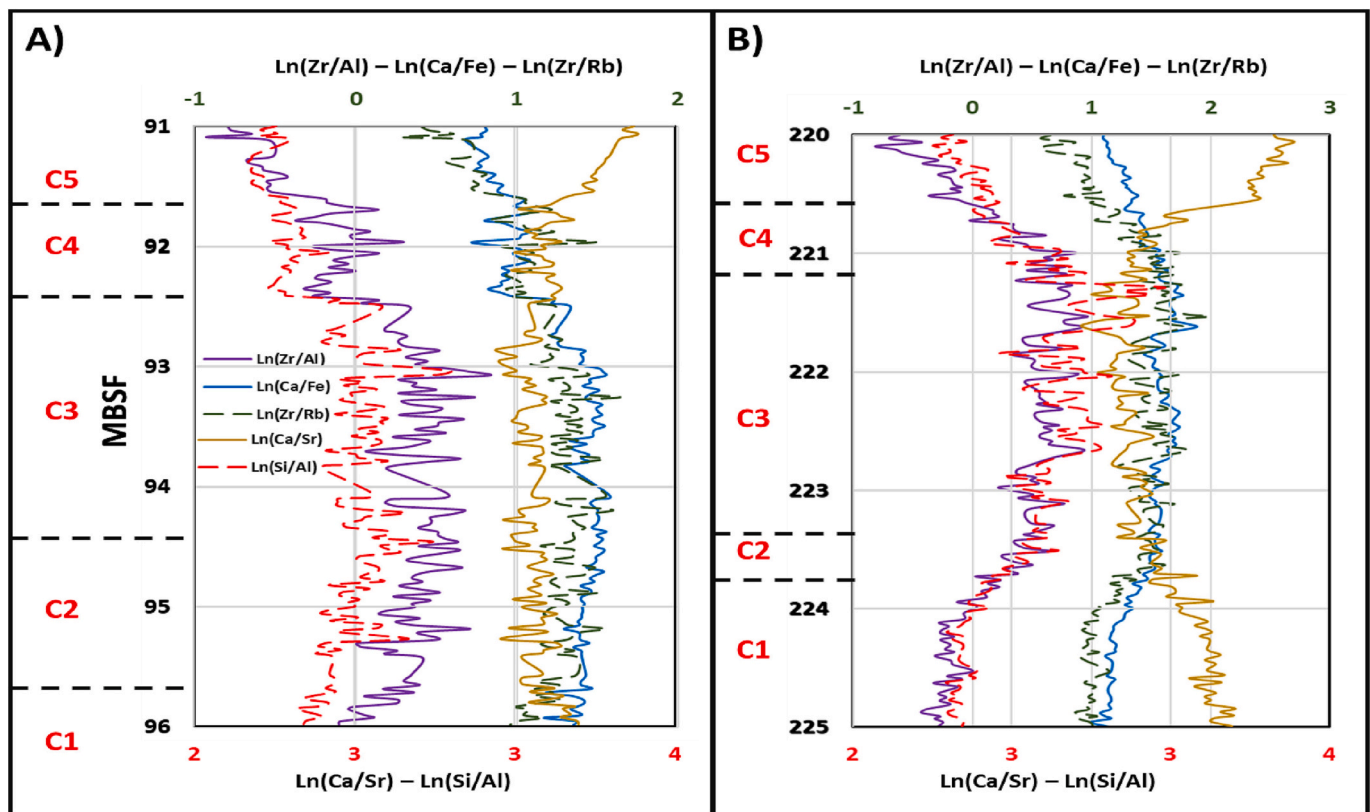 A)
Ln(Zr/Al) – Ln(Ca/Fe) – Ln(Zr/Rb)
-1 0 1 2
91
C5
C4
92
C3
MBSF
93
Ln(Zr/Al)
Ln(Ca/Fe)
Ln(Zr/Rb)
Ln(Ca/Sr)
Ln(Si/Al)
94
C2
95
C1
96
2 3 3 4
Ln(Ca/Sr) – Ln(Si/Al)
B)
Ln(Zr/Al) – Ln(Ca/Fe) – Ln(Zr/Rb)
-1 0 1 2 3
220
C5
C4
221
222
C3
223
C2
224
C1
225
2 3 3 4
Ln(Ca/Sr) – Ln(Si/Al)